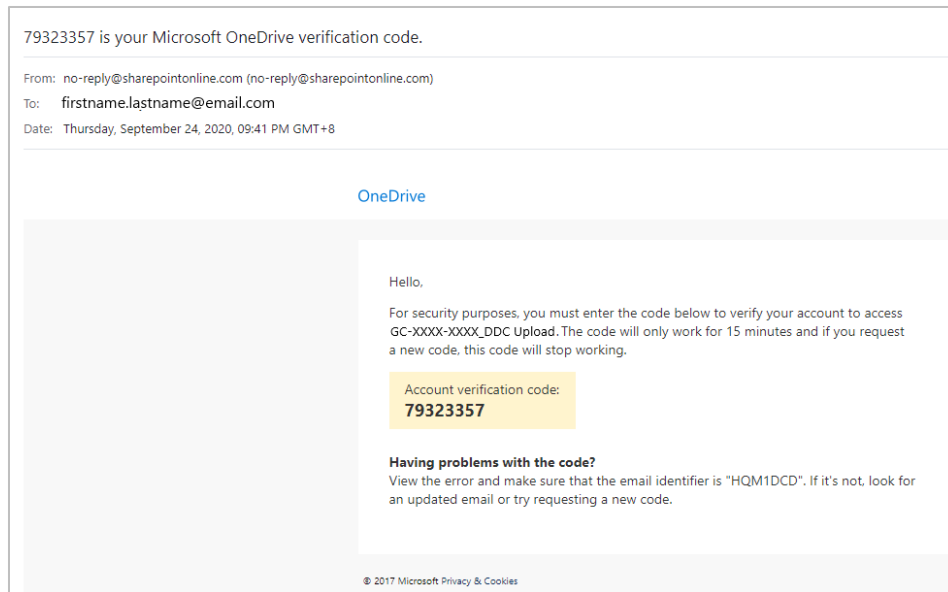 79323357 is your Microsoft OneDrive verification code.
From: no-reply@sharepointonline.com (no-reply@sharepointonline.com)
To: firstname.lastname@email.com
Date: Thursday, September 24, 2020, 09:41 PM GMT+8
OneDrive
Hello,
For security purposes, you must enter the code below to verify your account to access
GC-XXXX-XXXX_DDC Upload. The code will only work for 15 minutes and if you request
a new code, this code will stop working.
Account verification code:
79323357
Having problems with the code?
View the error and make sure that the email identifier is "HQM1DCD". If it's not, look for
an updated email or try requesting a new code.
© 2017 Microsoft Privacy & Cookies